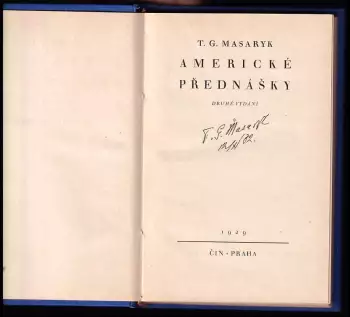 T. G. MASARYK
AMERICKÉ
PŘEDNÁŠKY
DRUHÉ VYDÁNÍ
T. G. Masaryk
1929
ČIN · PRAHA